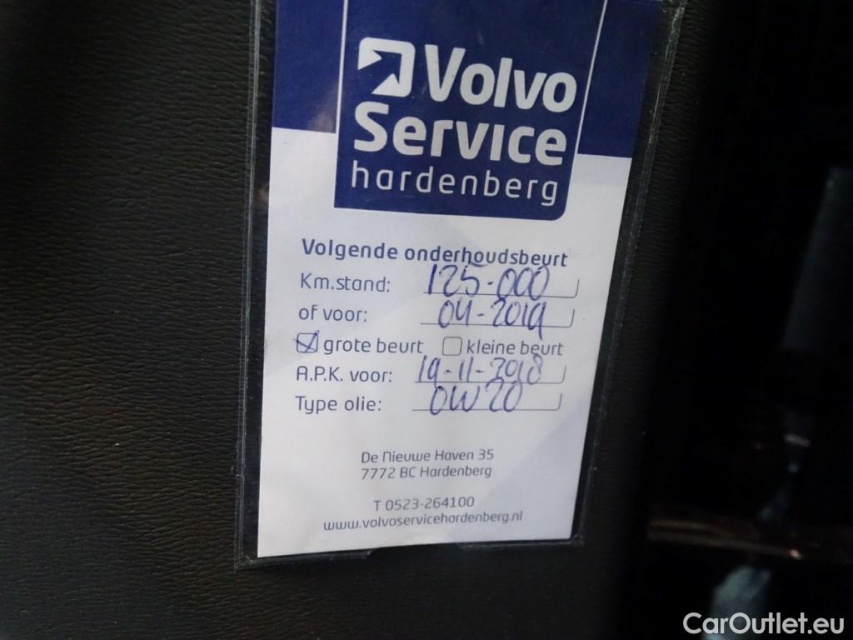 Volvo
Service
hardenberg
Volgende onderhoudsbeurt
Km.stand: 125-000
of voor: 04-2019
grote beurt kleine beurt
A.P.K. voor: 19-11-2018
Type olie: 0W20
De Nieuwe Haven 35
7772 BC Hardenberg
T 0523-264100
www.volvoservicehardenberg.nl
CarOutlet.eu